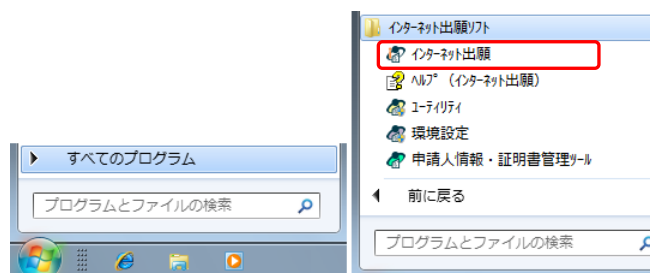 すべてのプログラム
プログラムとファイルの検索
インターネット出願ソフト
インターネット出願
ヘルプ（インターネット出願）
ユーティリティ
環境設定
申請人情報・証明書管理ツール
前に戻る
プログラムとファイルの検索